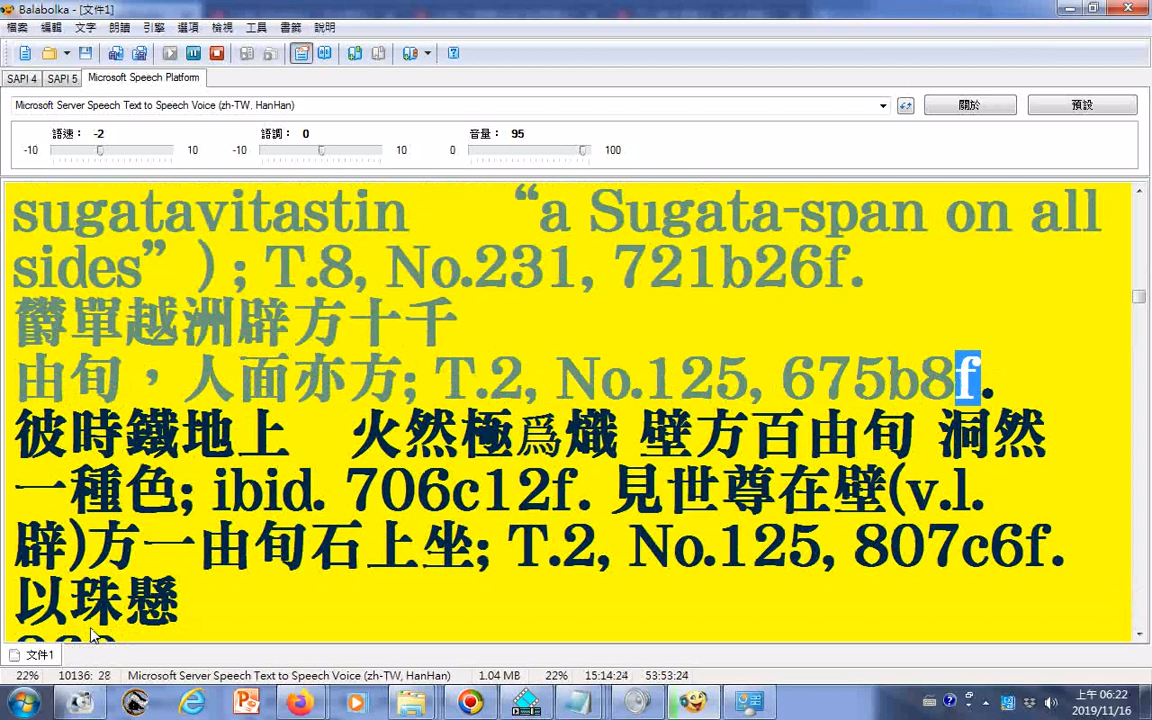 Balabolka - [文件1]
檔案 編輯 文字 朗讀 引擎 選項 檢視 工具 書籤 說明
SAPI 4 SAPI 5 Microsoft Speech Platform
Microsoft Server Speech Text to Speech Voice (zh-TW, HanHan) 關於 預設
語速： -2 語調： 0 音量： 95
-10 10 -10 10 0 100
sugatavitastin “a Sugata-span on all
sides”）; T.8, No.231, 721b26f.
欝單越洲辟方十千
由旬，人面亦方; T.2, No.125, 675b8f.
彼時鐵地上 火然極爲熾 壁方百由旬 洞然
一種色; ibid. 706c12f. 見世尊在壁(v.l.
辟)方一由旬石上坐; T.2, No.125, 807c6f.
以珠懸
文件1
22% 10136: 28 Microsoft Server Speech Text to Speech Voice (zh-TW, HanHan) 1.04 MB 22% 15:14:24 53:53:24
上午 06:22
2019/11/16